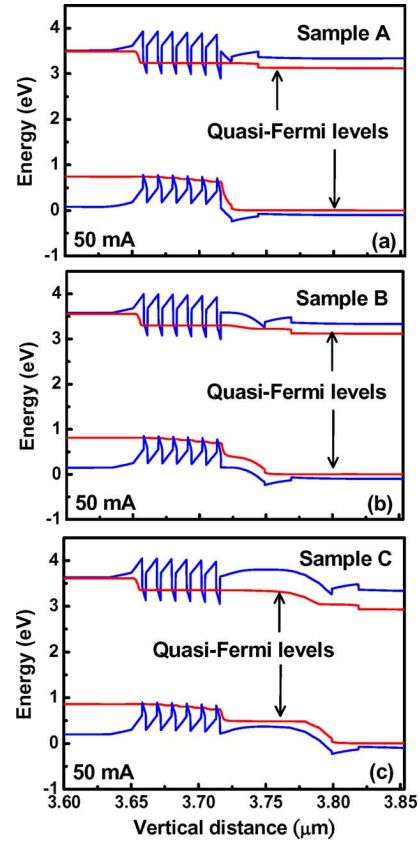 Sample A
4
3
2
1
0
-1
Energy (eV)
Quasi-Fermi levels
50 mA
(a)
Sample B
4
3
2
1
0
-1
Energy (eV)
Quasi-Fermi levels
50 mA
(b)
Sample C
4
3
2
1
0
-1
Energy (eV)
Quasi-Fermi levels
50 mA
(c)
3.60 3.65 3.70 3.75 3.80 3.85
Vertical distance (μm)